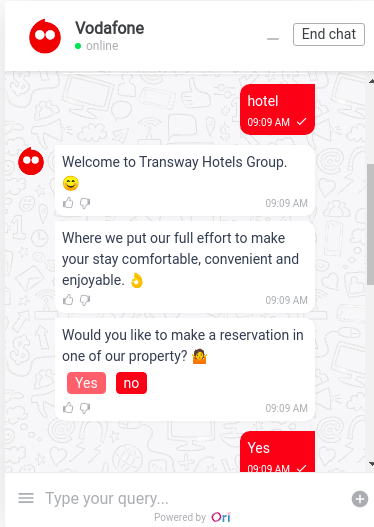 Vodafone
online
End chat
hotel
09:09 AM
Welcome to Transway Hotels Group.
😊
09:09 AM
Where we put our full effort to make
your stay comfortable, convenient and
enjoyable. 👌
09:09 AM
Would you like to make a reservation in
one of our property? 🤷
Yes no
09:09 AM
Yes
09:09 AM
Type your query...
Powered by Ori